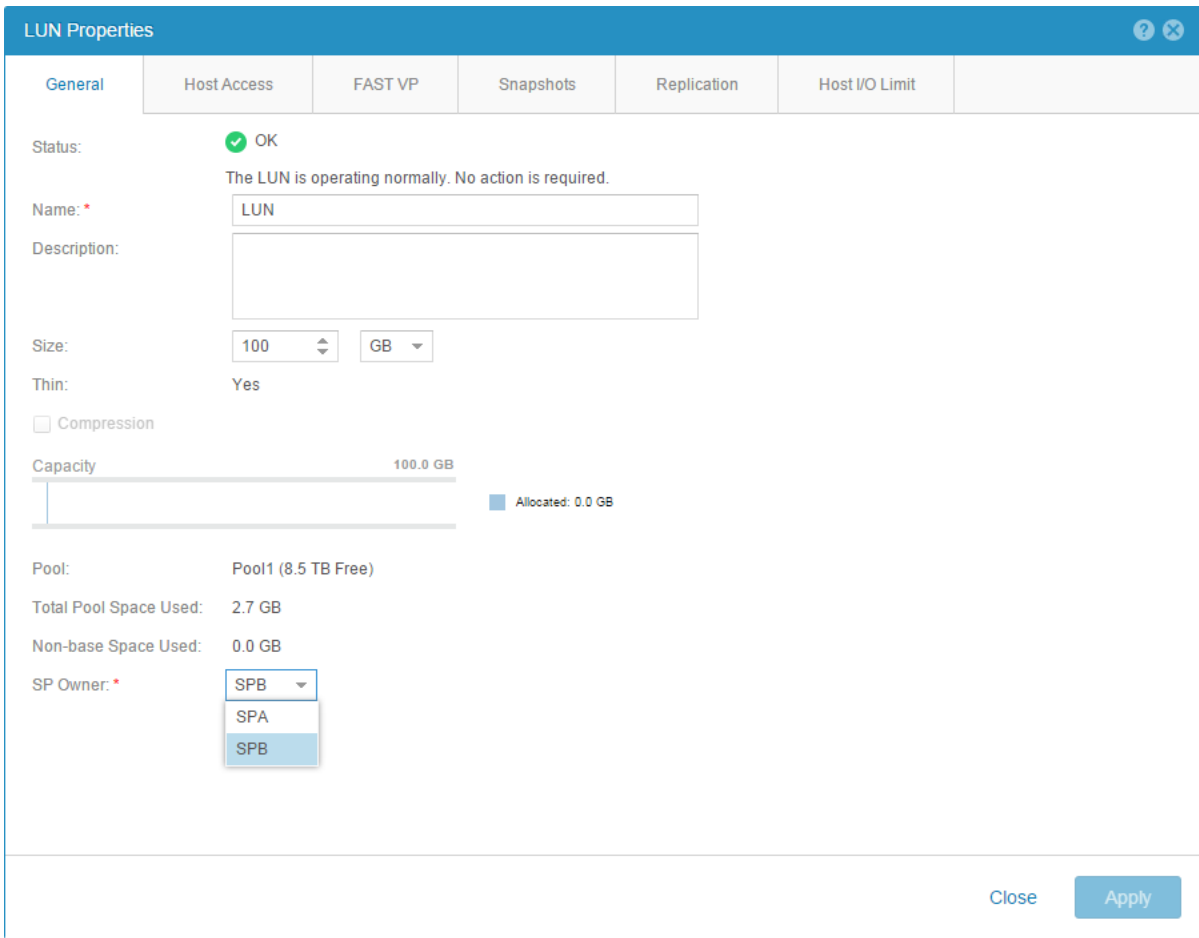 LUN Properties
General Host Access FAST VP Snapshots Replication Host I/O Limit
Status: OK
The LUN is operating normally. No action is required.
Name: * LUN
Description:
Size: 100 GB
Thin: Yes
Compression
Capacity 100.0 GB
Allocated: 0.0 GB
Pool: Pool1 (8.5 TB Free)
Total Pool Space Used: 2.7 GB
Non-base Space Used: 0.0 GB
SP Owner: * SPB
SPA
SPB
Close Apply